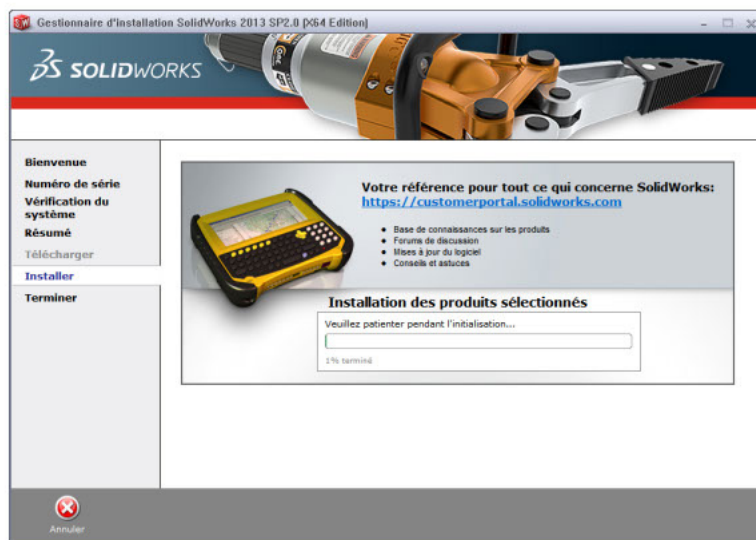 Gestionnaire d'installation SolidWorks 2013 SP2.0 (X64 Edition)
SOLIDWORKS
Bienvenue
Numéro de série
Vérification du
système
Résumé
Télécharger
Installer
Terminer
Votre référence pour tout ce qui concerne SolidWorks:
https://customerportal.solidworks.com
Base de connaissances sur les produits
Forums de discussion
Mises à jour du logiciel
Conseils et astuces
Installation des produits sélectionnés
Veuillez patienter pendant l'initialisation...
1% terminé
Annuler